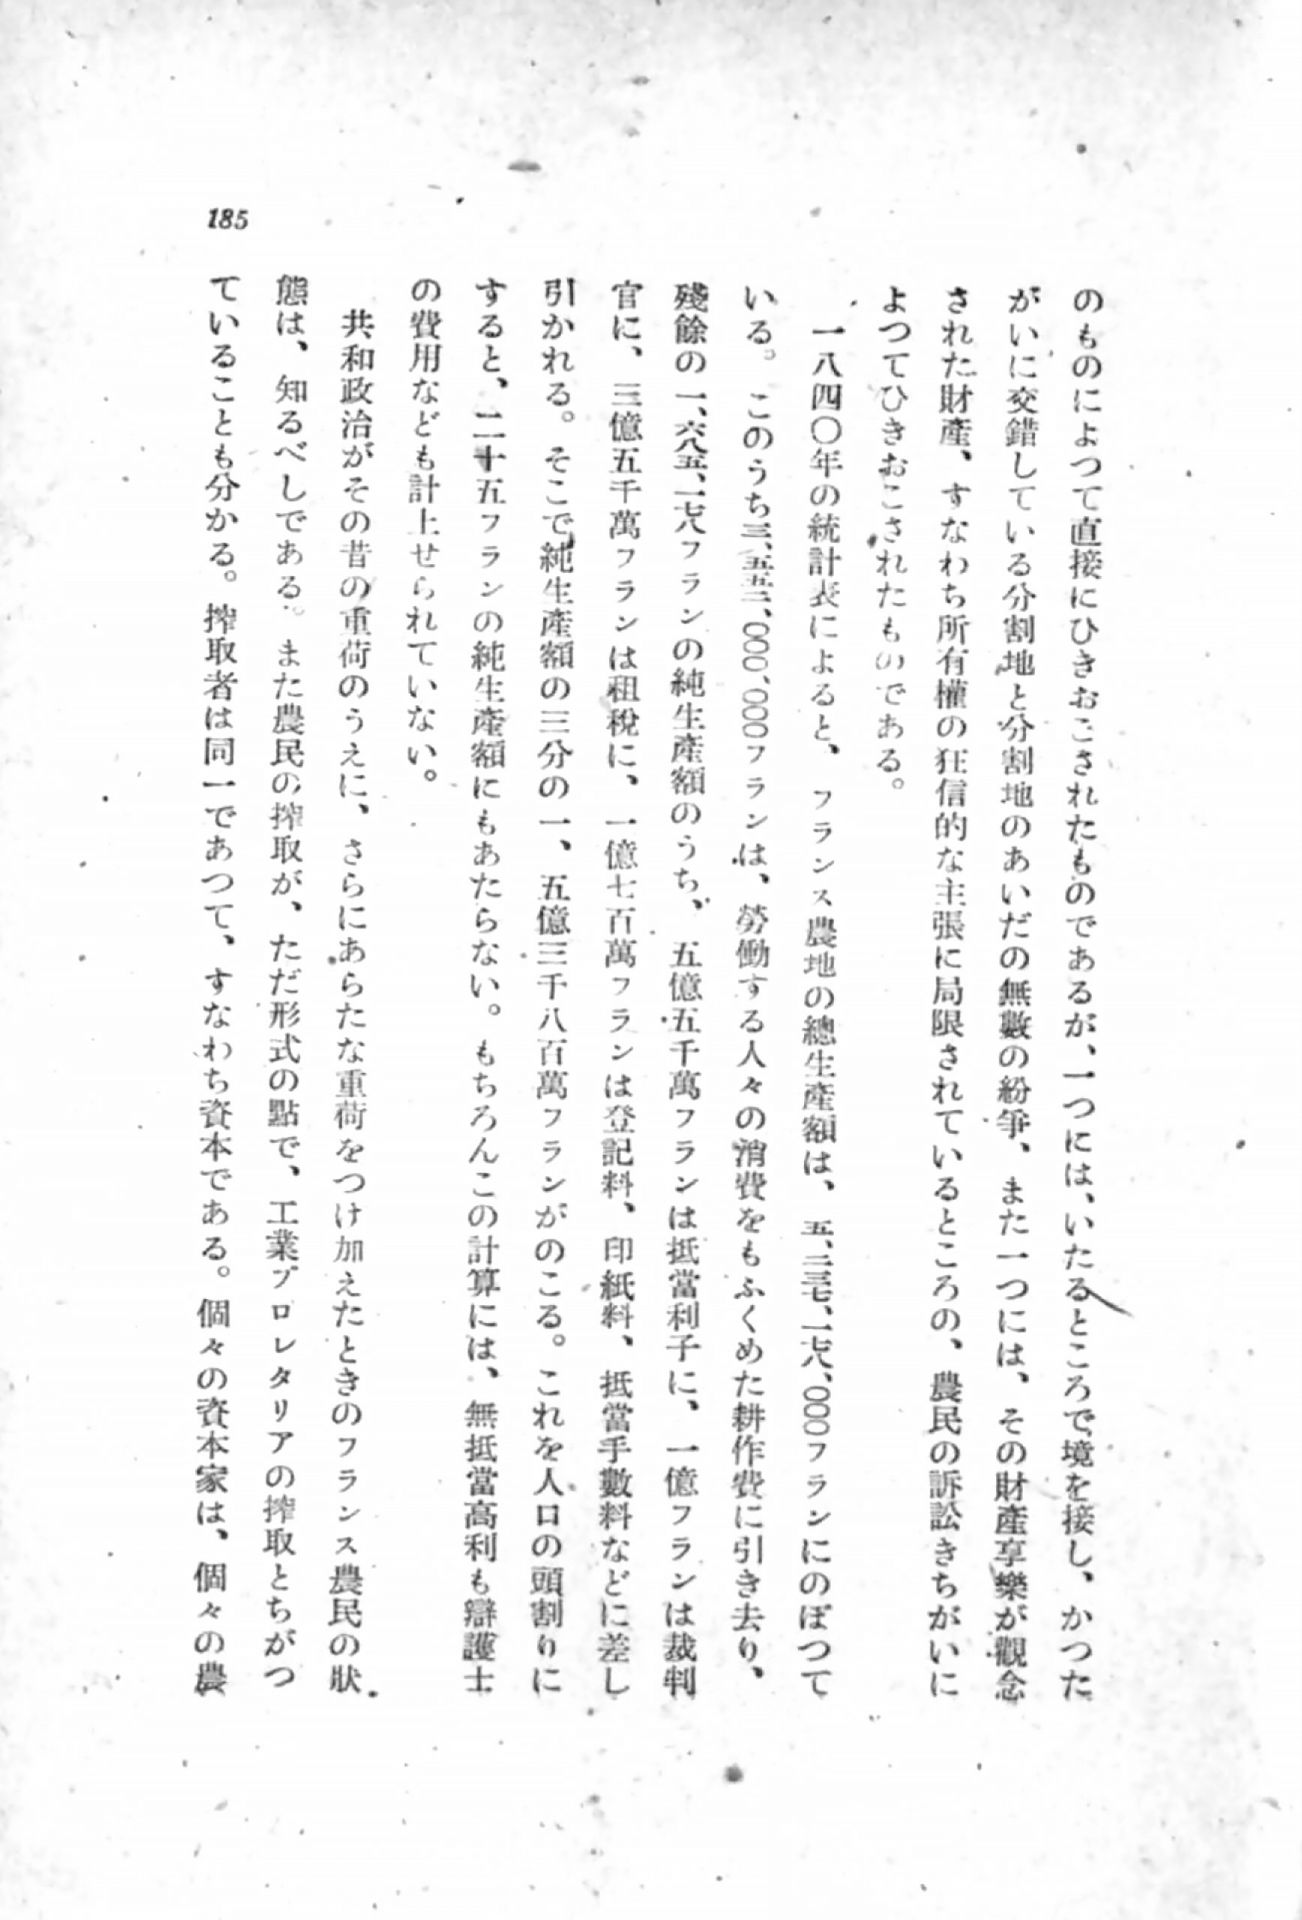 のものによつて直接にひきおこされたものであるが、一つには、いたるところで境を接し、かつた
がいに交錯している分割地と分割地のあいだの無數の紛爭、また一つには、その財產享樂が觀念
された財產、すなわち所有權の狂信的な主張に局限されているところの、農民の訴訟きちがいに
よつてひきおこされたものである。
一八四〇年の統計表によると、フランス農地の總生產額は、五、二三七、一七八、〇〇〇フランにのぼつて
いる。このうち三、五五二、〇〇〇、〇〇〇フランは、勞働する人々の消費をもふくめた耕作費に引き去り、
殘餘の一、六八五、一七八フランの純生產額のうち、五億五千萬フランは抵當利子に、一億フランは裁判
官に、三億五千萬フランは租稅に、一億七百萬フランは登記料、印紙料、抵當手數料などに差し
引かれる。そこで純生產額の三分の一、五億三千八百萬フランがのこる。これを人口の頭割りに
すると、二十五フランの純生產額にもあたらない。もちろんこの計算には、無抵當高利も辯護士
の費用なども計上せられていない。
共和政治がその昔の重荷のうえに、さらにあらたな重荷をつけ加えたときのフランス農民の狀
態は、知るべしである。また農民の搾取が、ただ形式の點で、工業プロレタリアの搾取とちがつ
ていることも分かる。搾取者は同一であつて、すなわち資本である。個々の資本家は、個々の農
185